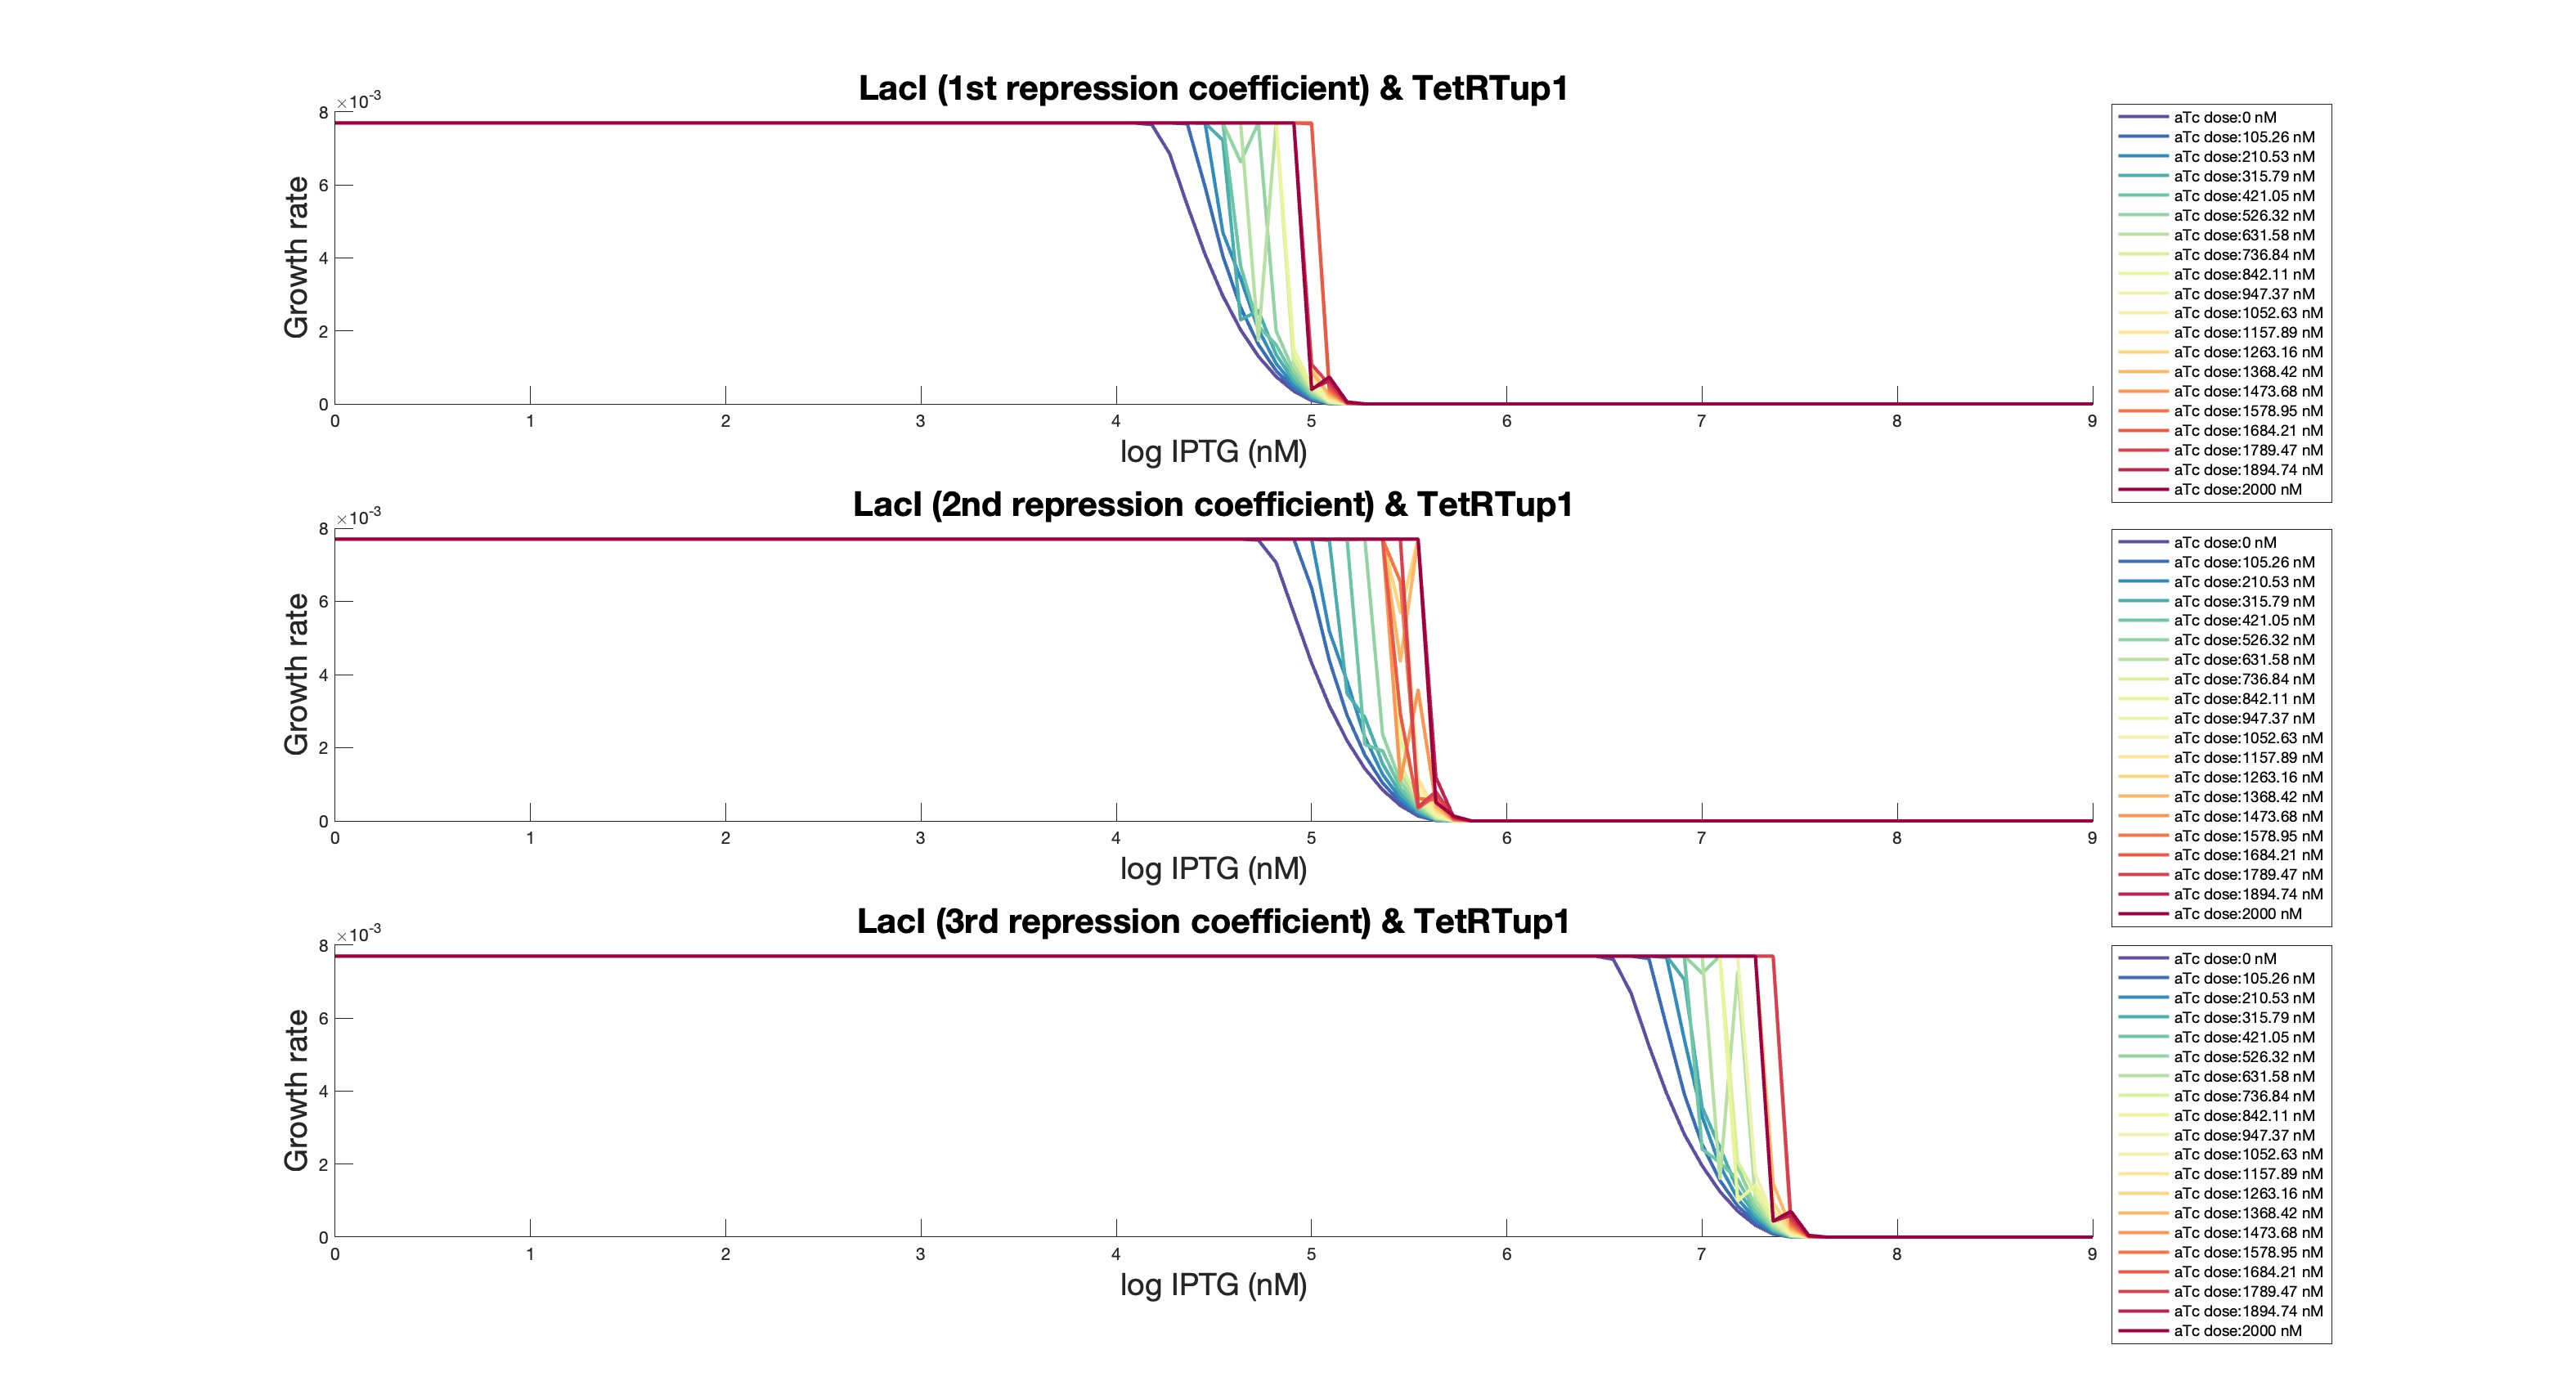 LacI (1st repression coefficient) & TetRTup1
×10-3
8
6
4
2
0
Growth rate
0 1 2 3 4 5 6 7 8 9
log IPTG (nM)
aTc dose:0 nM
aTc dose:105.26 nM
aTc dose:210.53 nM
aTc dose:315.79 nM
aTc dose:421.05 nM
aTc dose:526.32 nM
aTc dose:631.58 nM
aTc dose:736.84 nM
aTc dose:842.11 nM
aTc dose:947.37 nM
aTc dose:1052.63 nM
aTc dose:1157.89 nM
aTc dose:1263.16 nM
aTc dose:1368.42 nM
aTc dose:1473.68 nM
aTc dose:1578.95 nM
aTc dose:1684.21 nM
aTc dose:1789.47 nM
aTc dose:1894.74 nM
aTc dose:2000 nM
LacI (2nd repression coefficient) & TetRTup1
×10-3
8
6
4
2
0
Growth rate
0 1 2 3 4 5 6 7 8 9
log IPTG (nM)
aTc dose:0 nM
aTc dose:105.26 nM
aTc dose:210.53 nM
aTc dose:315.79 nM
aTc dose:421.05 nM
aTc dose:526.32 nM
aTc dose:631.58 nM
aTc dose:736.84 nM
aTc dose:842.11 nM
aTc dose:947.37 nM
aTc dose:1052.63 nM
aTc dose:1157.89 nM
aTc dose:1263.16 nM
aTc dose:1368.42 nM
aTc dose:1473.68 nM
aTc dose:1578.95 nM
aTc dose:1684.21 nM
aTc dose:1789.47 nM
aTc dose:1894.74 nM
aTc dose:2000 nM
LacI (3rd repression coefficient) & TetRTup1
×10-3
8
6
4
2
0
Growth rate
0 1 2 3 4 5 6 7 8 9
log IPTG (nM)
aTc dose:0 nM
aTc dose:105.26 nM
aTc dose:210.53 nM
aTc dose:315.79 nM
aTc dose:421.05 nM
aTc dose:526.32 nM
aTc dose:631.58 nM
aTc dose:736.84 nM
aTc dose:842.11 nM
aTc dose:947.37 nM
aTc dose:1052.63 nM
aTc dose:1157.89 nM
aTc dose:1263.16 nM
aTc dose:1368.42 nM
aTc dose:1473.68 nM
aTc dose:1578.95 nM
aTc dose:1684.21 nM
aTc dose:1789.47 nM
aTc dose:1894.74 nM
aTc dose:2000 nM